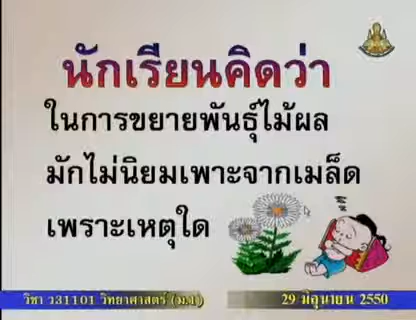 นักเรียนคิดว่า
ในการขยายพันธุ์ไม้ผล
มักไม่นิยมเพาะจากเมล็ด
เพราะเหตุใด
วิชา ว31101 วิทยาศาสตร์ (ม.1)
29 มิถุนายน 2550